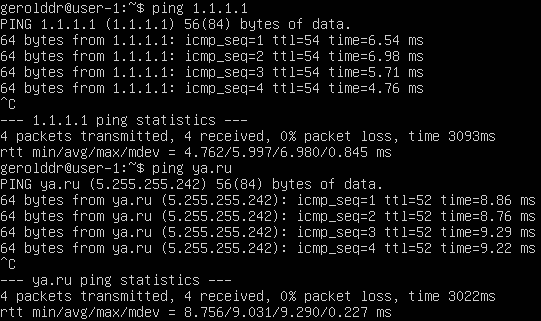 gerolddr@user-1:~$ ping 1.1.1.1
PING 1.1.1.1 (1.1.1.1) 56(84) bytes of data.
64 bytes from 1.1.1.1: icmp_seq=1 ttl=54 time=6.54 ms
64 bytes from 1.1.1.1: icmp_seq=2 ttl=54 time=6.98 ms
64 bytes from 1.1.1.1: icmp_seq=3 ttl=54 time=5.71 ms
64 bytes from 1.1.1.1: icmp_seq=4 ttl=54 time=4.76 ms
^C
--- 1.1.1.1 ping statistics ---
4 packets transmitted, 4 received, 0% packet loss, time 3093ms
rtt min/avg/max/mdev = 4.762/5.997/6.980/0.845 ms
gerolddr@user-1:~$ ping ya.ru
PING ya.ru (5.255.255.242) 56(84) bytes of data.
64 bytes from ya.ru (5.255.255.242): icmp_seq=1 ttl=52 time=8.86 ms
64 bytes from ya.ru (5.255.255.242): icmp_seq=2 ttl=52 time=8.76 ms
64 bytes from ya.ru (5.255.255.242): icmp_seq=3 ttl=52 time=9.29 ms
64 bytes from ya.ru (5.255.255.242): icmp_seq=4 ttl=52 time=9.22 ms
^C
--- ya.ru ping statistics ---
4 packets transmitted, 4 received, 0% packet loss, time 3022ms
rtt min/avg/max/mdev = 8.756/9.031/9.290/0.227 ms